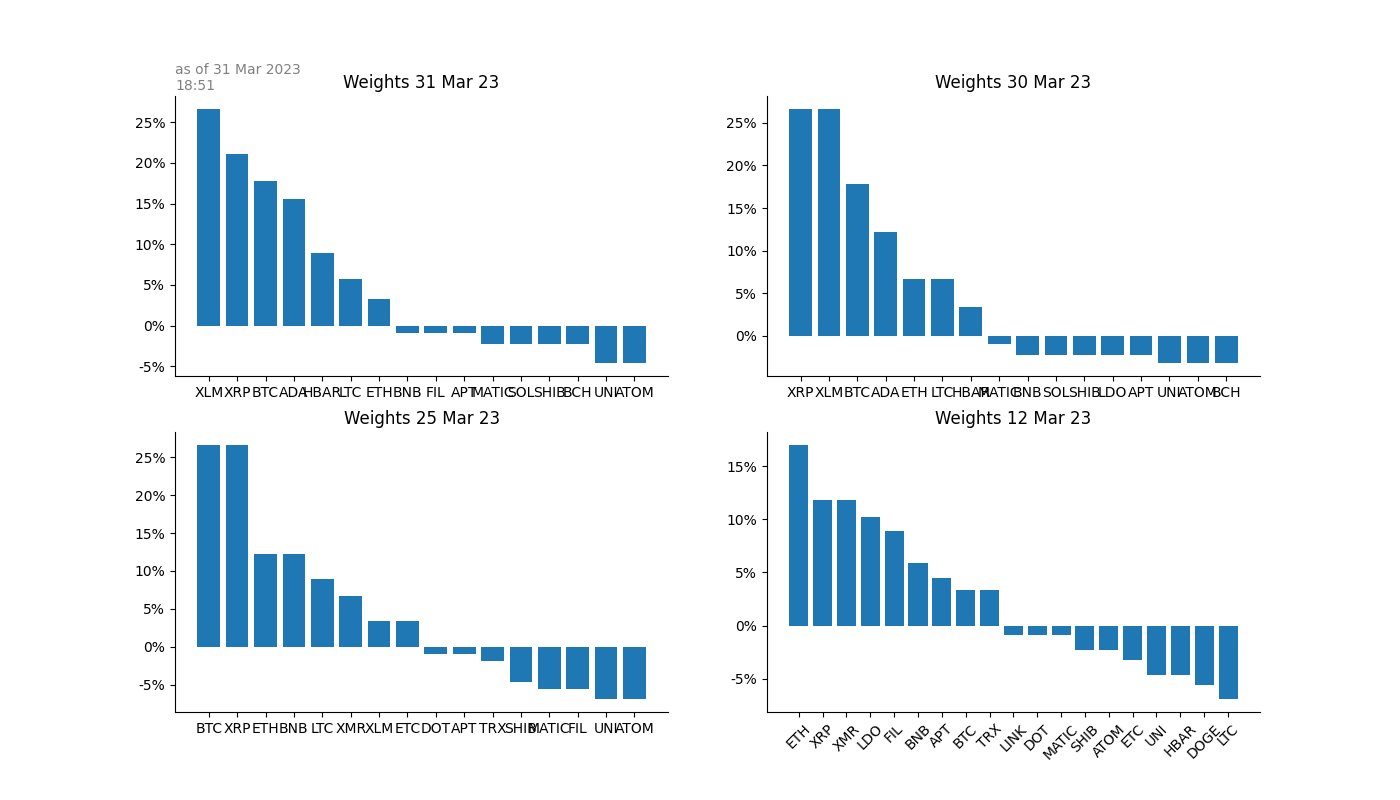 as of 31 Mar 2023
18:51
Weights 31 Mar 23
25%
20%
15%
10%
5%
0%
-5%
XLM XRP BTC ADA HBAR LTC ETH BNB FIL APT MATIC SOL SHIB BCH UNI ATOM
Weights 30 Mar 23
25%
20%
15%
10%
5%
0%
XRP XLM BTC ADA ETH LTC HBAR MATIC BNB SOL SHIB LDO APT UNI ATOM BCH
Weights 25 Mar 23
25%
20%
15%
10%
5%
0%
-5%
BTC XRP ETH BNB LTC XMR XLM ETC DOT APT TRX SHIB MATIC FIL UNI ATOM
Weights 12 Mar 23
15%
10%
5%
0%
-5%
ETH XRP XMR LDO FIL BNB APT BTC TRX LINK DOT MATIC SHIB ATOM ETC UNI HBAR DOGE LTC